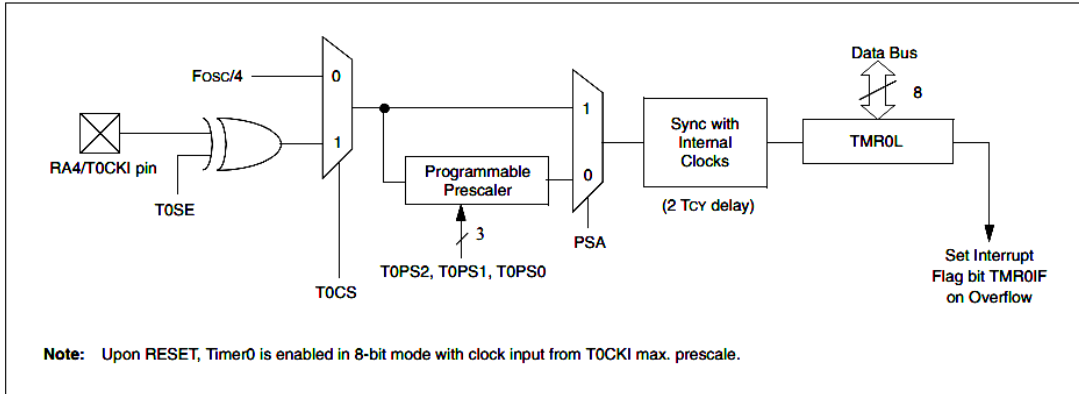 Data Bus
8
FOSC/4
0
1
RA4/T0CKI pin
T0SE
T0CS
Programmable
Prescaler
3
T0PS2, T0PS1, T0PS0
1
0
PSA
Sync with
Internal
Clocks
(2 TCY delay)
TMR0L
Set Interrupt
Flag bit TMR0IF
on Overflow
Note: Upon RESET, Timer0 is enabled in 8-bit mode with clock input from T0CKI max. prescale.